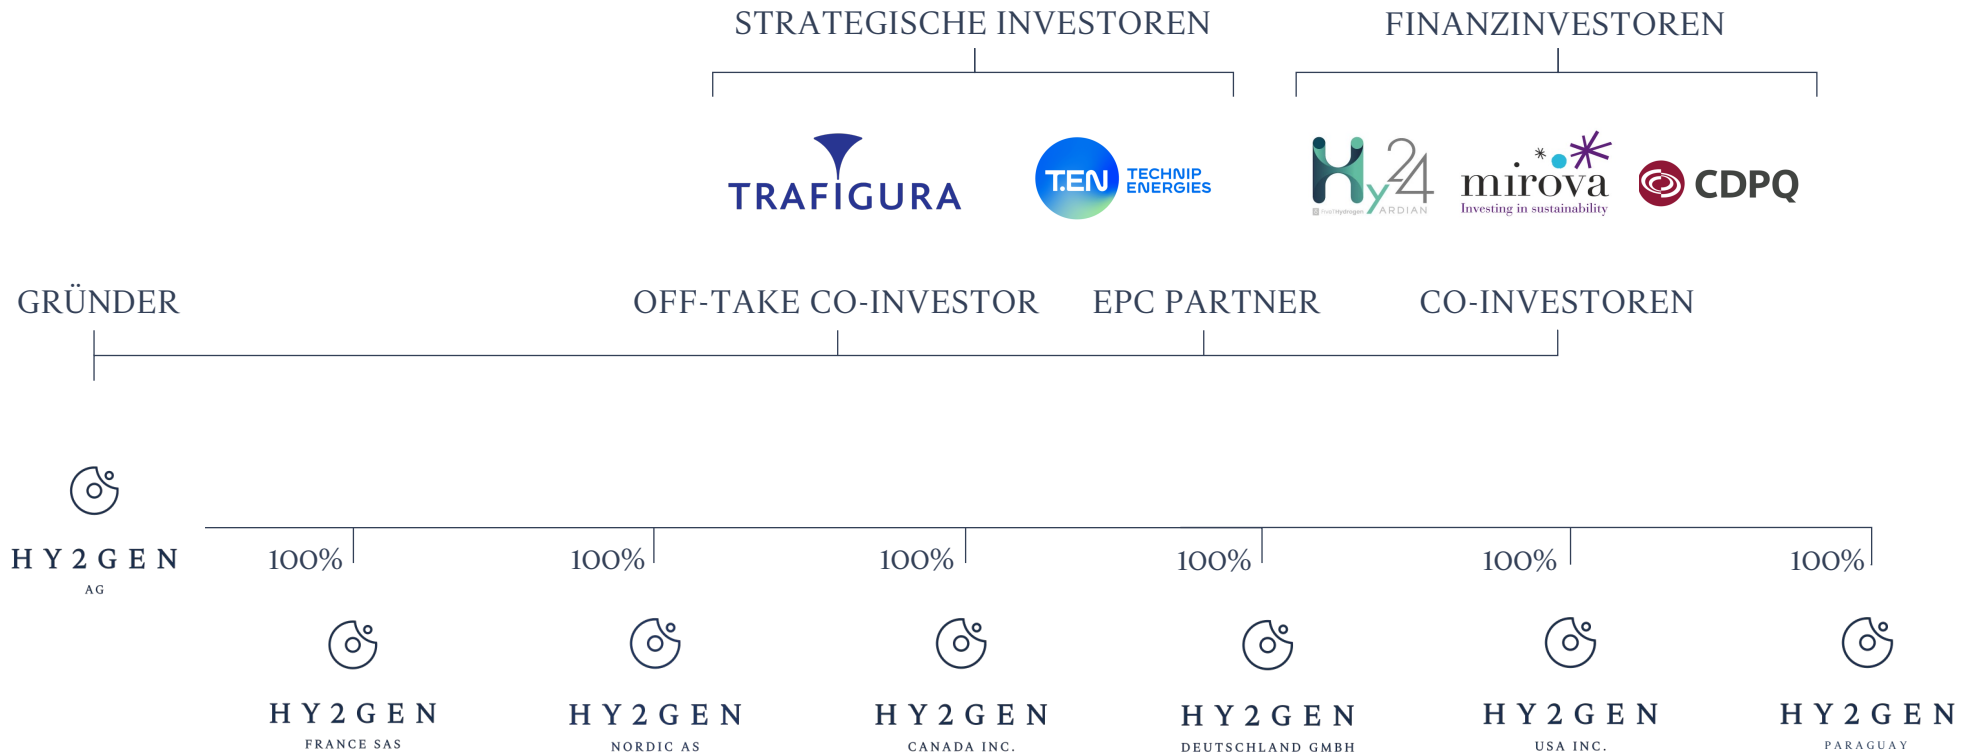 STRATEGISCHE INVESTOREN
FINANZINVESTOREN
TRAFIGURA
T.EN TECHNIP ENERGIES
Hy24
ARDIAN
mirova
Investing in sustainability
CDPQ
GRÜNDER
OFF-TAKE CO-INVESTOR
EPC PARTNER
CO-INVESTOREN
HY2GEN
AG
100%
100%
100%
100%
100%
100%
HY2GEN
FRANCE SAS
HY2GEN
NORDIC AS
HY2GEN
CANADA INC.
HY2GEN
DEUTSCHLAND GMBH
HY2GEN
USA INC.
HY2GEN
PARAGUAY